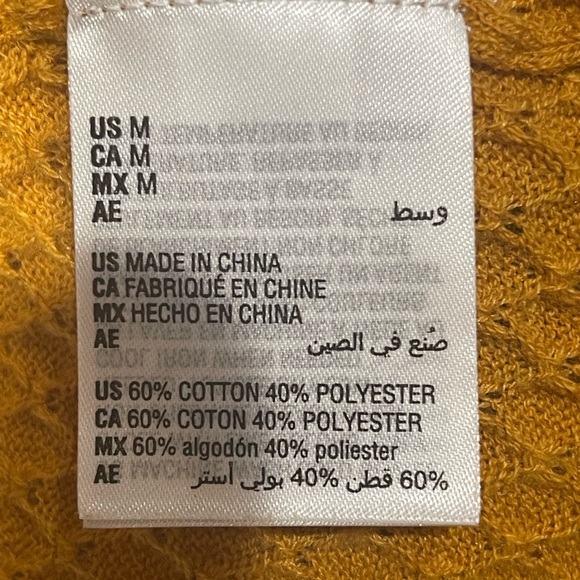 US M
CA M
MX M
AE وسط
US MADE IN CHINA
CA FABRIQUÉ EN CHINE
MX HECHO EN CHINA
AE صُنع في الصين
US 60% COTTON 40% POLYESTER
CA 60% COTON 40% POLYESTER
MX 60% algodón 40% poliester
AE 60% قطن 40% بولي استر